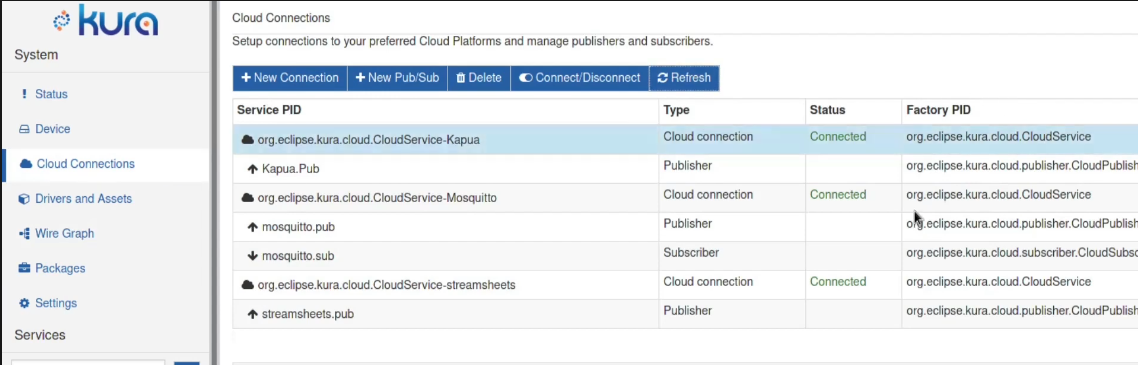 kura
System
Status
Device
Cloud Connections
Drivers and Assets
Wire Graph
Packages
Settings
Services
Cloud Connections
Setup connections to your preferred Cloud Platforms and manage publishers and subscribers.
New Connection New Pub/Sub Delete Connect/Disconnect Refresh
Service PID Type Status Factory PID
org.eclipse.kura.cloud.CloudService-Kapua Cloud connection Connected org.eclipse.kura.cloud.CloudService
Kapua.Pub Publisher org.eclipse.kura.cloud.publisher.CloudPublish
org.eclipse.kura.cloud.CloudService-Mosquitto Cloud connection Connected org.eclipse.kura.cloud.CloudService
mosquitto.pub Publisher org.eclipse.kura.cloud.publisher.CloudPublish
mosquitto.sub Subscriber org.eclipse.kura.cloud.subscriber.CloudSubsc
org.eclipse.kura.cloud.CloudService-streamsheets Cloud connection Connected org.eclipse.kura.cloud.CloudService
streamsheets.pub Publisher org.eclipse.kura.cloud.publisher.CloudPublish